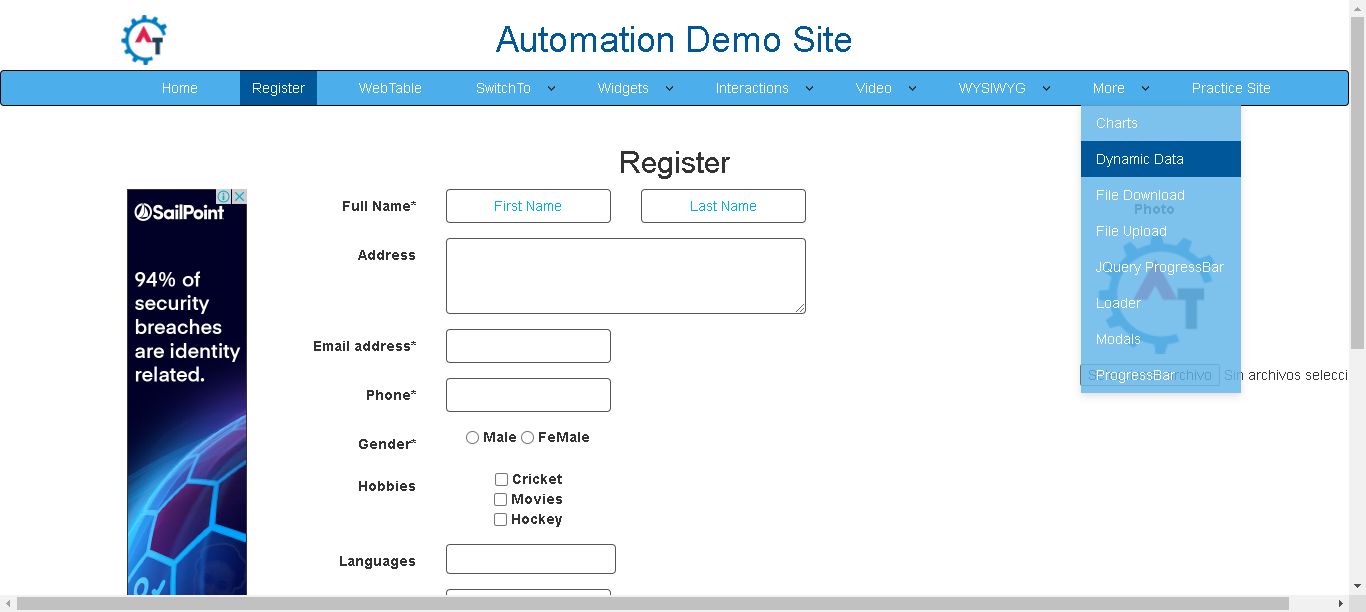 Automation Demo Site
Home Register WebTable SwitchTo Widgets Interactions Video WYSIWYG More Practice Site
Charts
Dynamic Data
File Download
Photo
File Upload
JQuery ProgressBar
Loader
Modals
ProgressBar
Sin archivos selecci
Register
SailPoint
94% of
security
breaches
are identity
related.
Full Name* First Name Last Name
Address
Email address*
Phone*
Gender* Male FeMale
Hobbies Cricket
Movies
Hockey
Languages